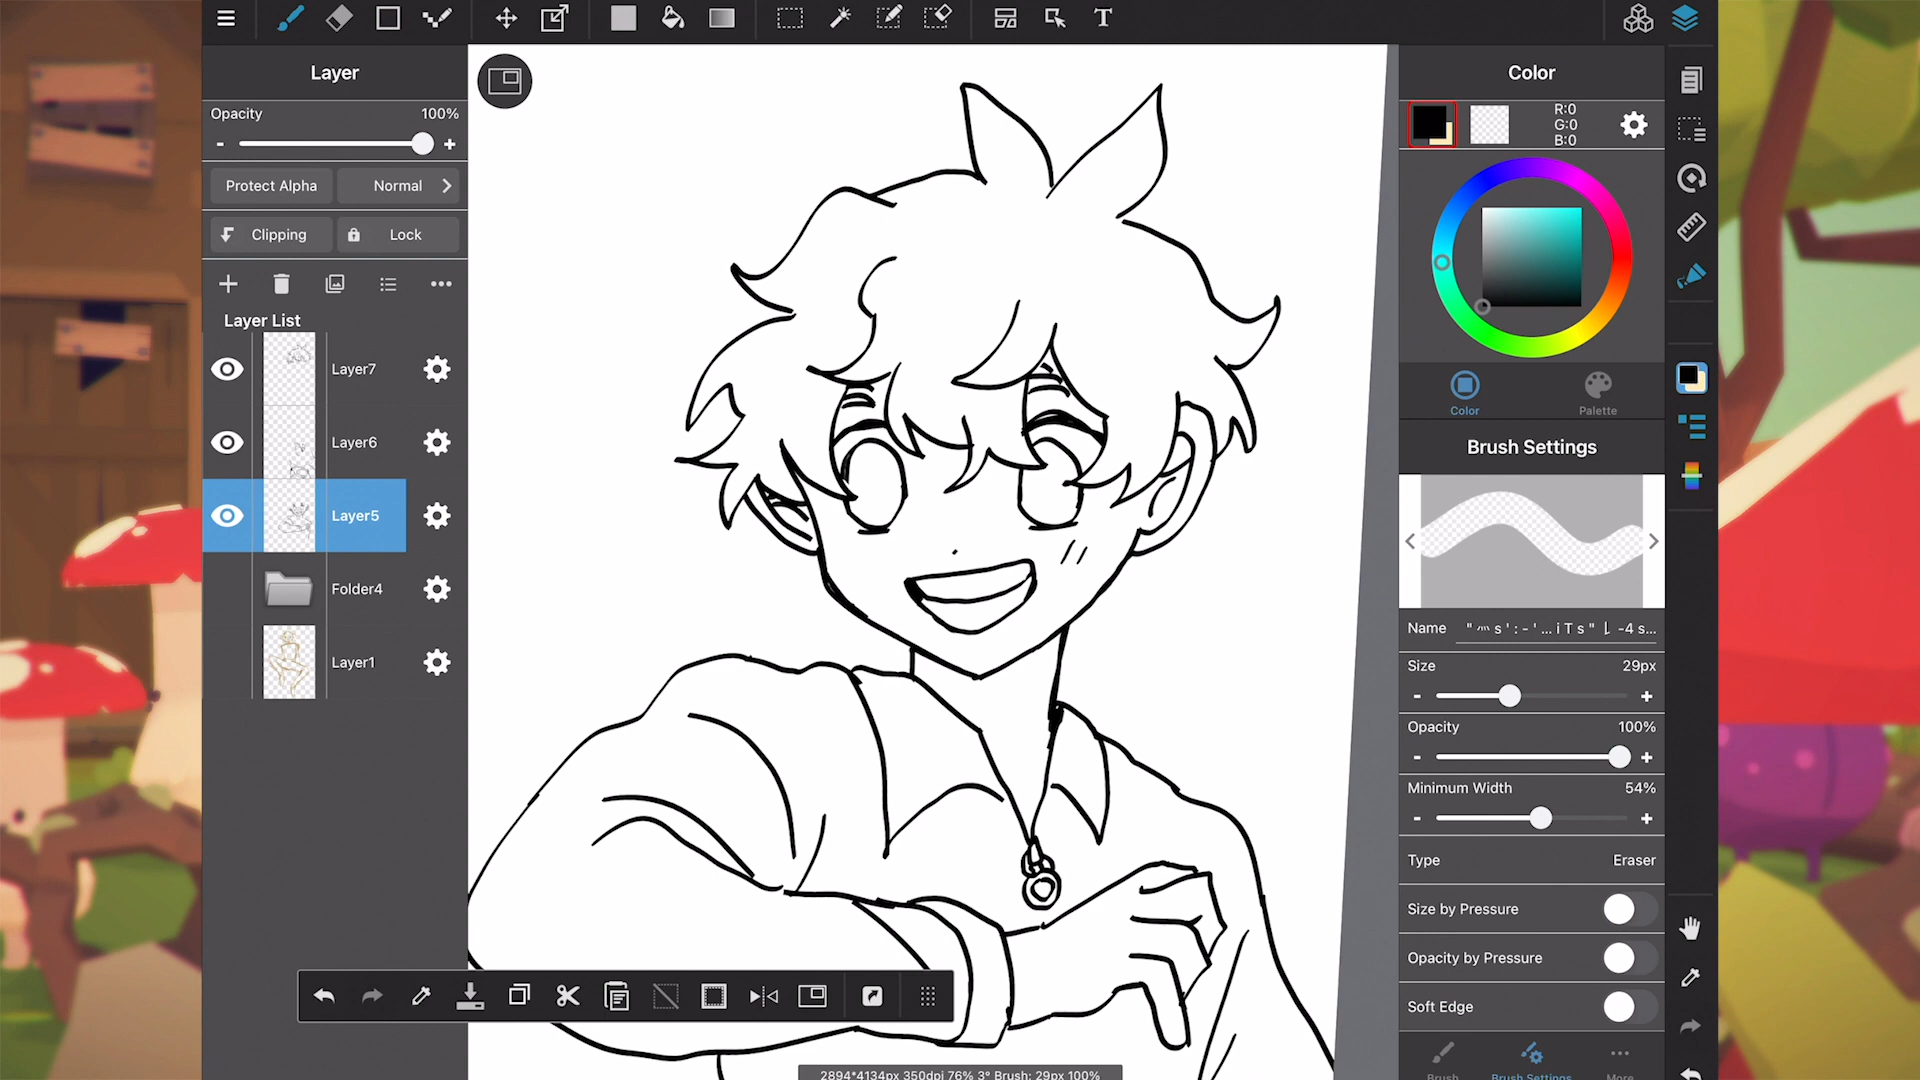 Layer
Opacity 100%
Protect Alpha Normal
Clipping Lock
Layer List
Layer7
Layer6
Layer5
Folder4
Layer1
Color
R:0
G:0
B:0
Color Palette
Brush Settings
Name
Size 29px
Opacity 100%
Minimum Width 54%
Type Eraser
Size by Pressure
Opacity by Pressure
Soft Edge
Brush Brush Settings More
2894*4134px 350dpi 76% 3° Brush: 29px 100%